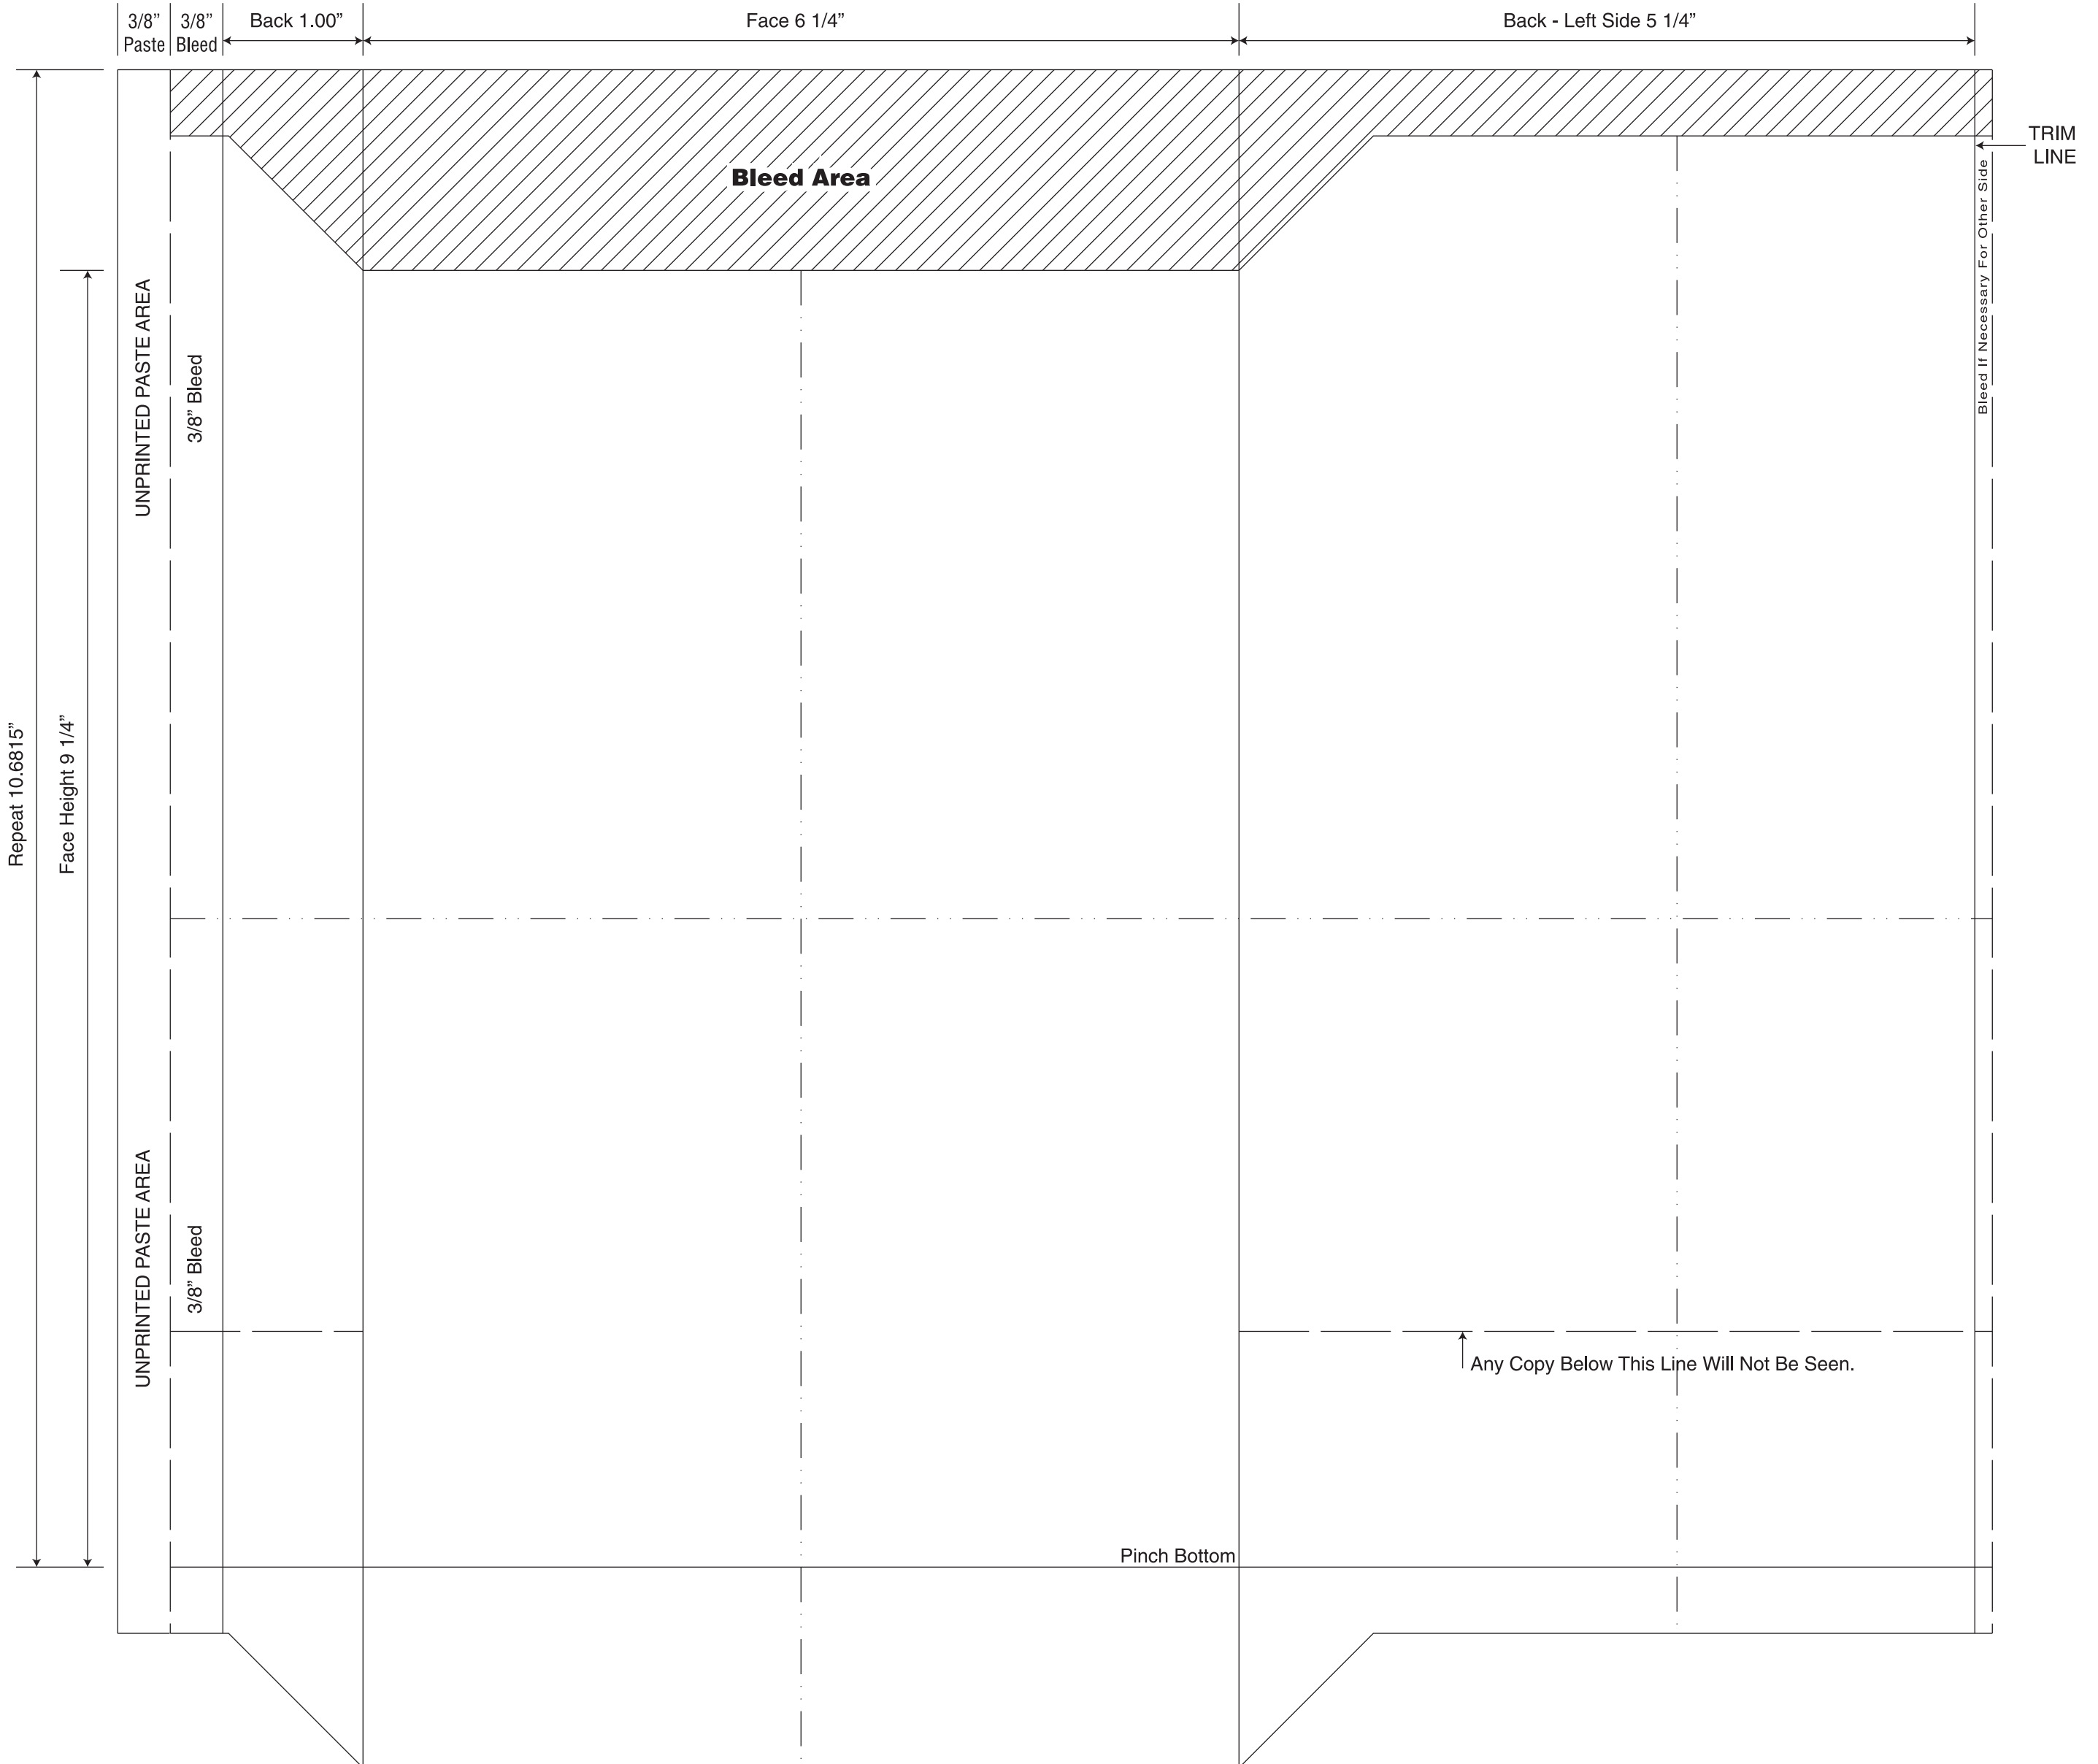 3/8” 3/8” Back 1.00” Face 6 1/4” Back - Left Side 5 1/4”
Paste Bleed
TRIM
LINE
Bleed Area
Bleed If Necessary For Other Side
UNPRINTED PASTE AREA
3/8” Bleed
Repeat 10.6815”
Face Height 9 1/4”
UNPRINTED PASTE AREA
3/8” Bleed
Any Copy Below This Line Will Not Be Seen.
Pinch Bottom